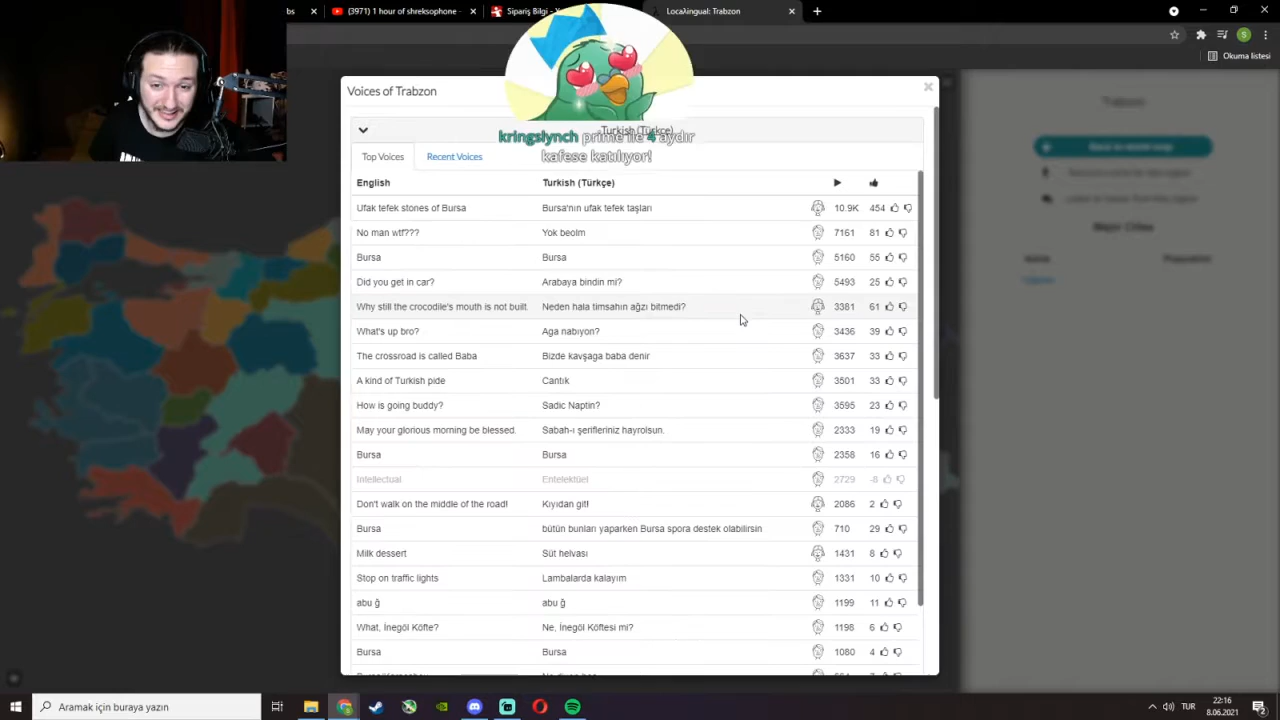 bs
(3971) 1 hour of shreksophone -
Sipariş Bilgi -
Localingual: Trabzon
Okuma listesi
Voices of Trabzon
Turkish (Türkçe)
kringslynch prime ile 4 aydır
kafese katılıyor!
Top Voices Recent Voices
English Turkish (Türkçe)
Ufak tefek stones of Bursa Bursa'nın ufak tefek taşları 10.9K 454
No man wtf??? Yok beolm 7161 81
Bursa Bursa 5160 55
Did you get in car? Arabaya bindin mi? 5493 25
Why still the crocodile's mouth is not built. Neden hala timsahın ağzı bitmedi? 3381 61
What's up bro? Aga nabıyon? 3436 39
The crossroad is called Baba Bizde kavşaga baba denir 3637 33
A kind of Turkish pide Cantık 3501 33
How is going buddy? Sadic Naptin? 3595 23
May your glorious morning be blessed. Sabah-ı şerifleriniz hayrolsun. 2333 19
Bursa Bursa 2358 16
Intellectual Entelektüel 2729 -8
Don't walk on the middle of the road! Kıyıdan git! 2086 2
Bursa bütün bunları yaparken Bursa spora destek olabilirsin 710 29
Milk dessert Süt helvası 1431 8
Stop on traffic lights Lambalarda kalayım 1331 10
abu ğ abu ğ 1199 11
What, İnegöl Köfte? Ne, İnegöl Köftesi mi? 1198 6
Bursa Bursa 1080 4
Trabzon
Major Cities
Aramak için buraya yazın
TUR
22:16
8.06.2021